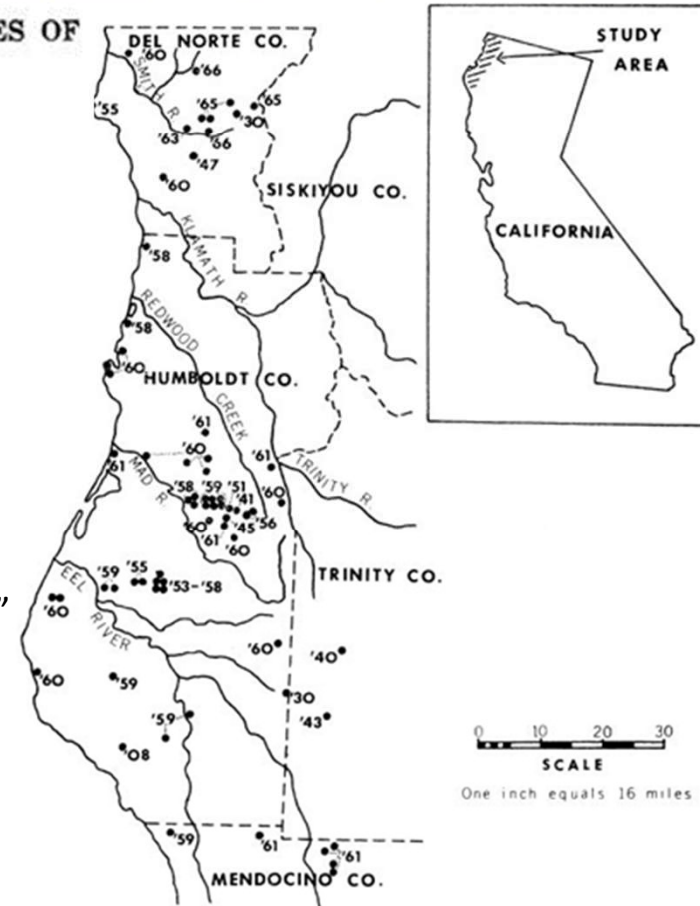 ES OF
DEL NORTE CO.
'60
'66
SMITH R.
'55
'65
'65
'30
'63
'66
'47
'60
SISKIYOU CO.
KLAMATH R.
'58
REDWOOD CREEK
'58
'60
HUMBOLDT CO.
'61
'60
'61
'61
MAD R.
TRINITY R.
'58
'59
'51
'41
'60
'56
'60
'45
'61
'60
TRINITY CO.
EEL RIVER
'59
'55
'53-'58
'60
”
'60
'40
'60
'59
'30
'43
'59
'08
'59
'61
'61
MENDOCINO CO.
STUDY
AREA
CALIFORNIA
0 10 20 30
SCALE
One inch equals 16 miles